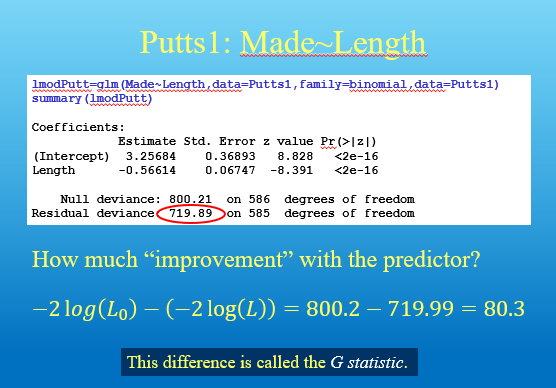 Putts1: Made~Length
lmodPutt=glm(Made~Length,data=Putts1,family=binomial,data=Putts1)
summary(lmodPutt)
Coefficients:
Estimate Std. Error z value Pr(>|z|)
(Intercept) 3.25684 0.36893 8.828 <2e-16
Length -0.56614 0.06747 -8.391 <2e-16
Null deviance: 800.21 on 586 degrees of freedom
Residual deviance 719.89 on 585 degrees of freedom
How much “improvement” with the predictor?
−2 log(L₀) − (−2 log(L)) = 800.2 − 719.99 = 80.3
This difference is called the G statistic.